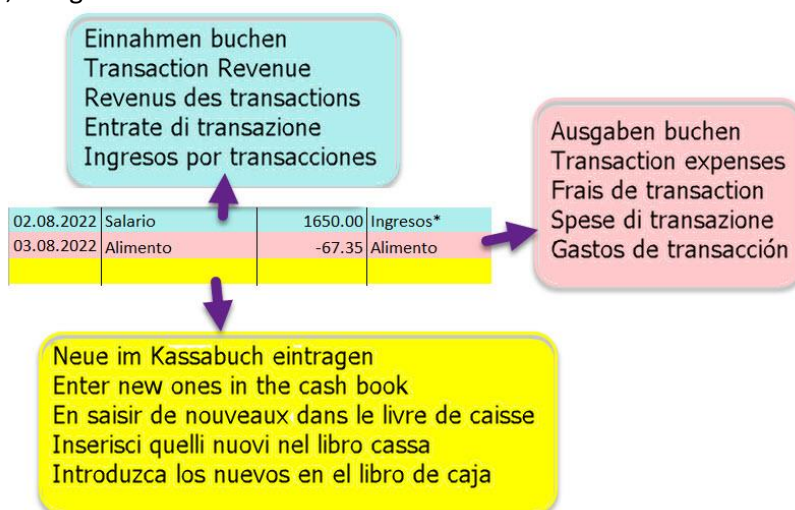 Einnahmen buchen
Transaction Revenue
Revenus des transactions
Entrate di transazione
Ingresos por transacciones
Ausgaben buchen
Transaction expenses
Frais de transaction
Spese di transazione
Gastos de transacción
02.08.2022 Salario 1650.00 Ingresos*
03.08.2022 Alimento -67.35 Alimento
Neue im Kassabuch eintragen
Enter new ones in the cash book
En saisir de nouveaux dans le livre de caisse
Inserisci quelli nuovi nel libro cassa
Introduzca los nuevos en el libro de caja